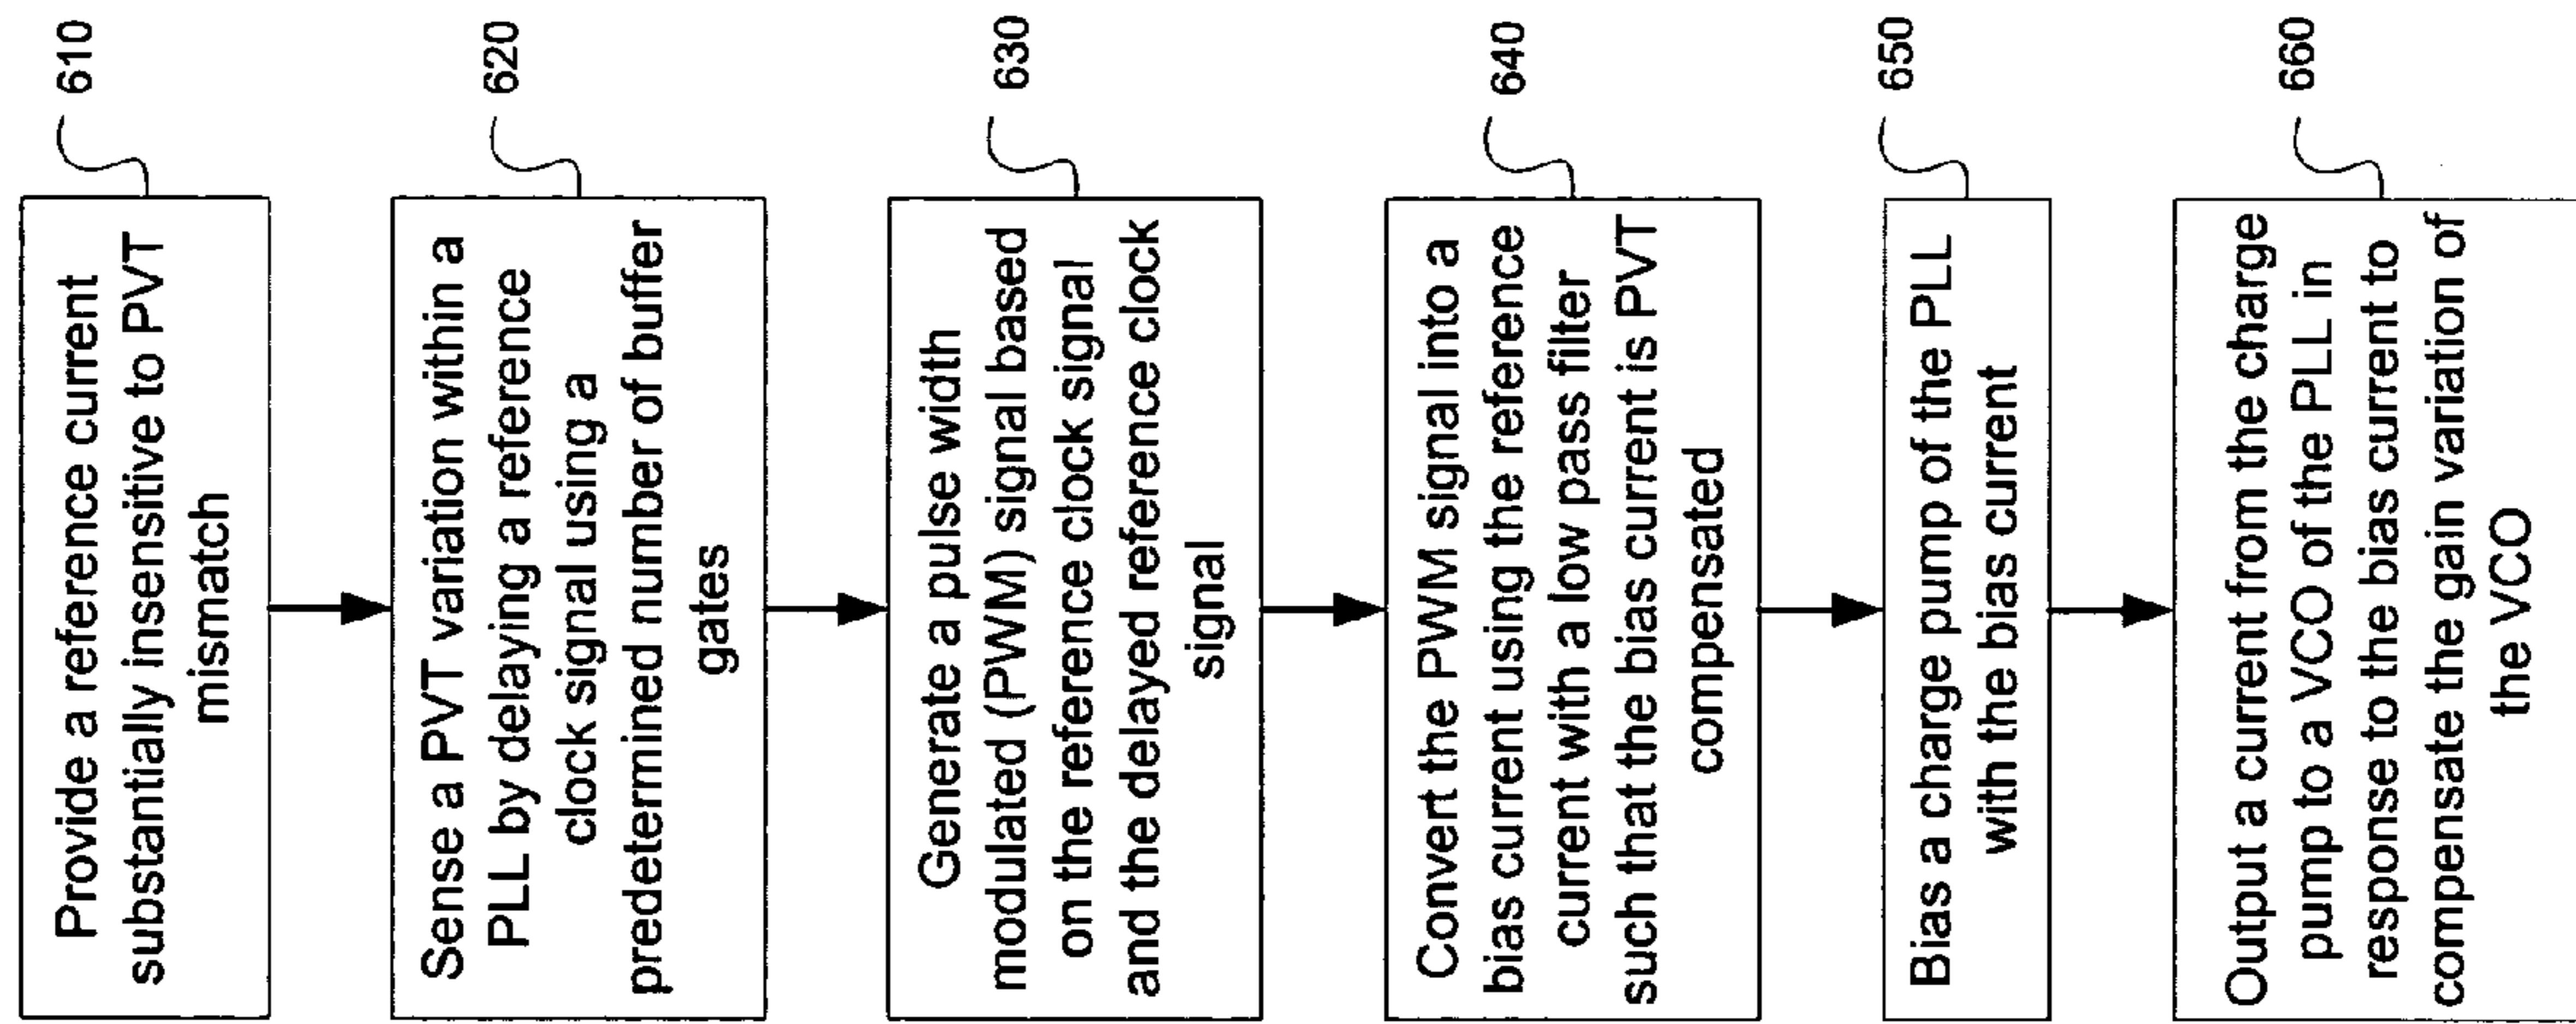 610
Provide a reference current
substantially insensitive to PVT
mismatch
620
Sense a PVT variation within a
PLL by delaying a reference
clock signal using a
predetermined number of buffer
gates
630
Generate a pulse width
modulated (PWM) signal based
on the reference clock signal
and the delayed reference clock
signal
640
Convert the PWM signal into a
bias current using the reference
current with a low pass filter
such that the bias current is PVT
compensated
650
Bias a charge pump of the PLL
with the bias current
660
Output a current from the charge
pump to a VCO of the PLL in
response to the bias current to
compensate the gain variation of
the VCO